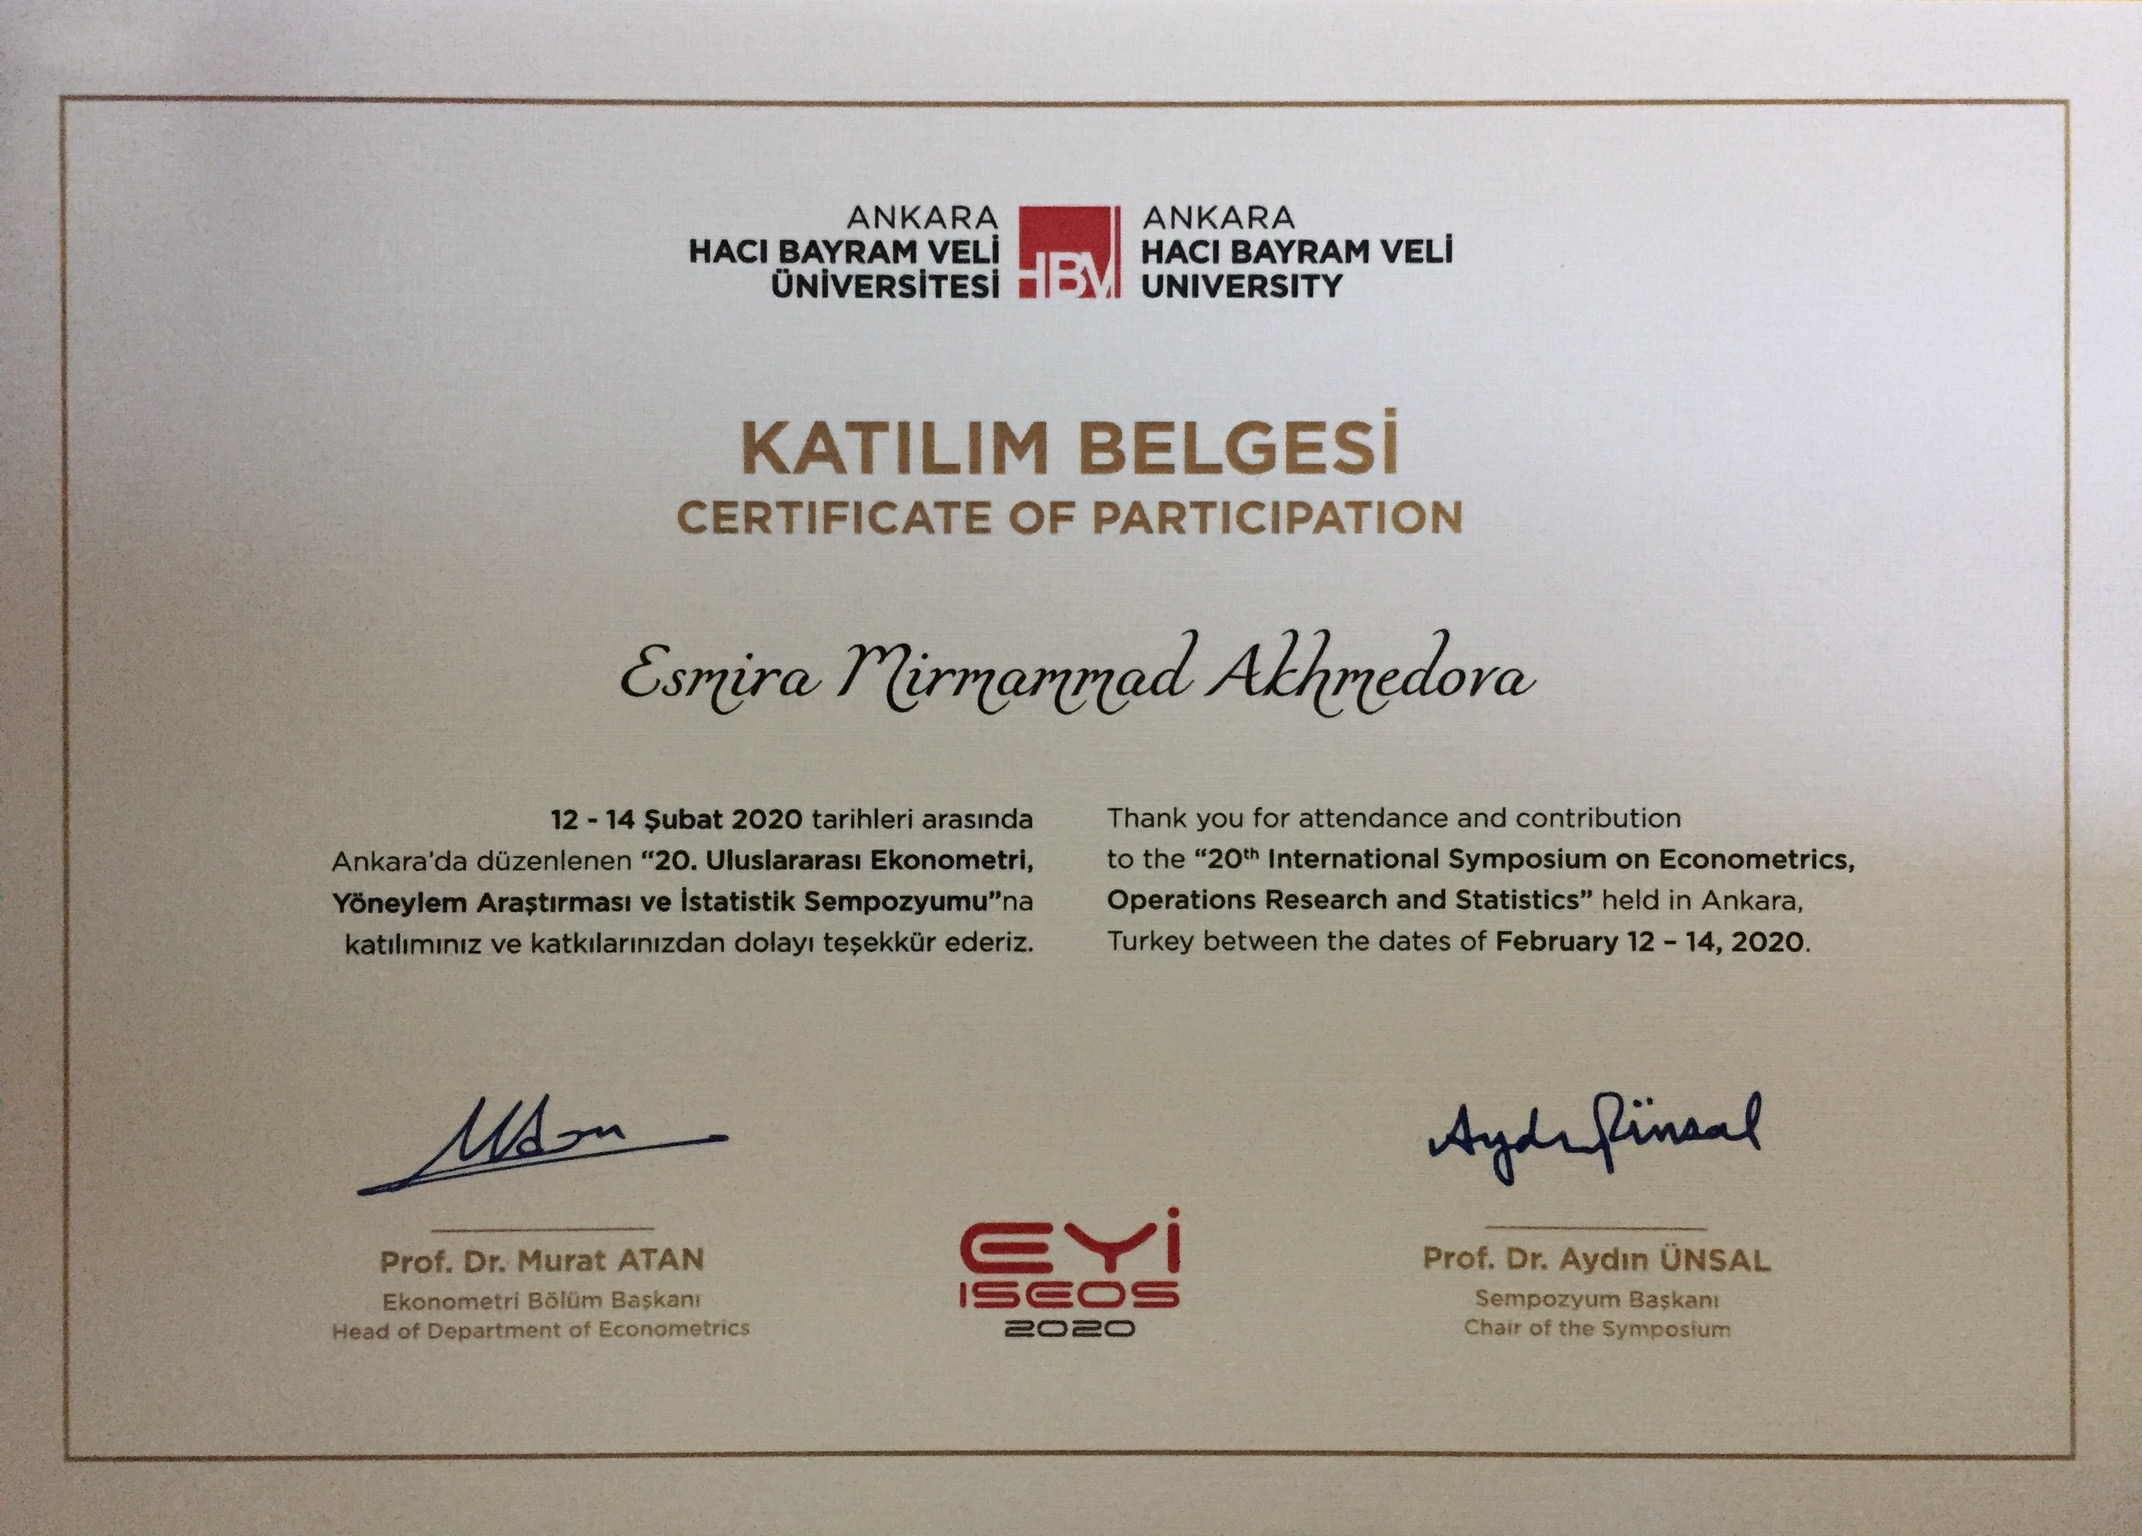 ANKARA
HACI BAYRAM VELİ
ÜNİVERSİTESİ
HBV
ANKARA
HACI BAYRAM VELİ
UNIVERSITY
KATILIM BELGESİ
CERTIFICATE OF PARTICIPATION
Esmira Mirmammad Akhmedova
12 - 14 Şubat 2020 tarihleri arasında
Ankara'da düzenlenen “20. Uluslararası Ekonometri,
Yöneylem Araştırması ve İstatistik Sempozyumu”na
katılımınız ve katkılarınızdan dolayı teşekkür ederiz.
Thank you for attendance and contribution
to the “20th International Symposium on Econometrics,
Operations Research and Statistics” held in Ankara,
Turkey between the dates of February 12 – 14, 2020.
Prof. Dr. Murat ATAN
Ekonometri Bölüm Başkanı
Head of Department of Econometrics
EYİ
ISEOS
2020
Aydın Ünsal
Prof. Dr. Aydın ÜNSAL
Sempozyum Başkanı
Chair of the Symposium